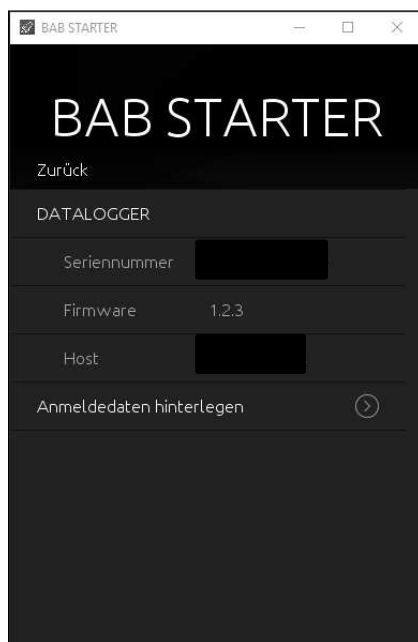 BAB STARTER
BAB STARTER
Zurück
DATALOGGER
Seriennummer
Firmware 1.2.3
Host
Anmeldedaten hinterlegen